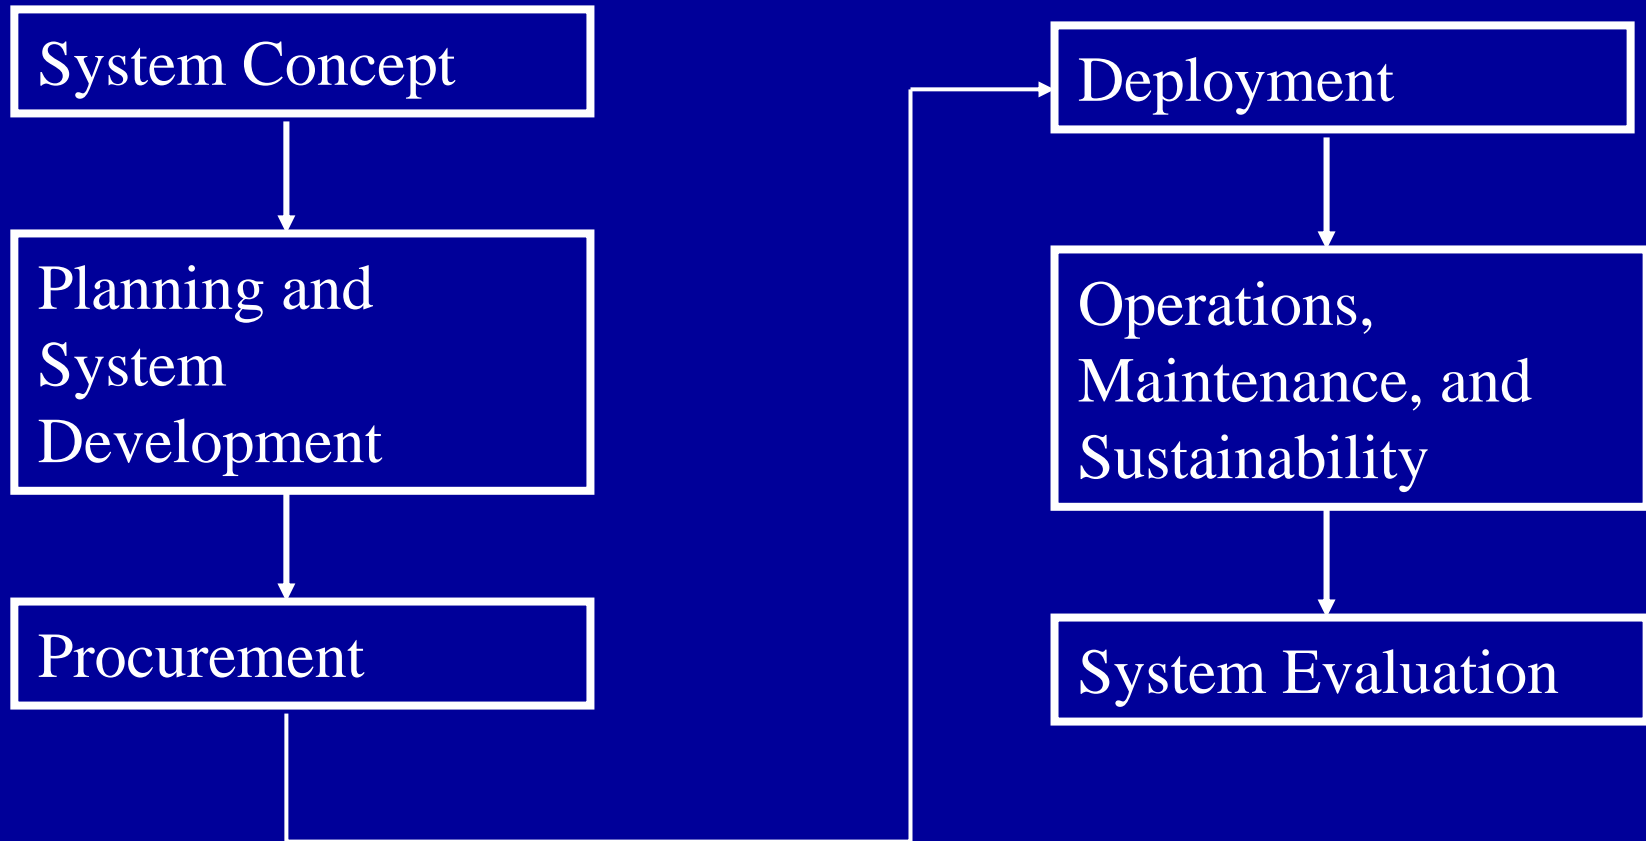 System Concept
Planning and
System
Development
Procurement
Deployment
Operations,
Maintenance, and
Sustainability
System Evaluation